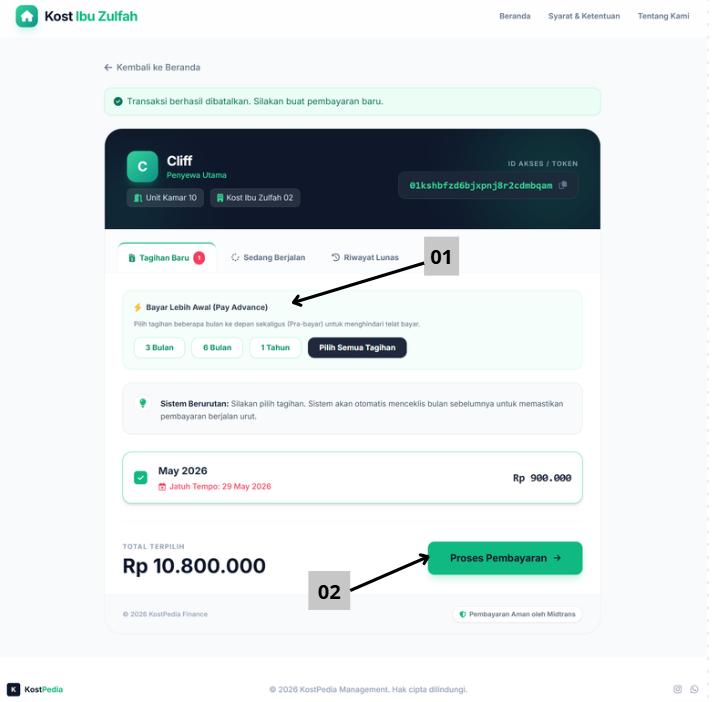 Kost Ibu Zulfah
Beranda Syarat & Ketentuan Tentang Kami
← Kembali ke Beranda
Transaksi berhasil dibatalkan. Silakan buat pembayaran baru.
C
Cliff
Penyewa Utama
Unit Kamar 10 Kost Ibu Zulfah 02
ID AKSES / TOKEN
01kshbfzd6bjxpnj8r2cdmbqam
Tagihan Baru 1 Sedang Berjalan Riwayat Lunas
01
Bayar Lebih Awal (Pay Advance)
Pilih tagihan beberapa bulan ke depan sekaligus (Pra-bayar) untuk menghindari telat bayar.
3 Bulan 6 Bulan 1 Tahun Pilih Semua Tagihan
Sistem Berurutan: Silakan pilih tagihan. Sistem akan otomatis menceklis bulan sebelumnya untuk memastikan
pembayaran berjalan urut.
May 2026
Jatuh Tempo: 29 May 2026
Rp 900.000
TOTAL TERPILIH
Rp 10.800.000
Proses Pembayaran →
02
© 2026 KostPedia Finance
Pembayaran Aman oleh Midtrans
K KostPedia
© 2026 KostPedia Management. Hak cipta dilindungi.